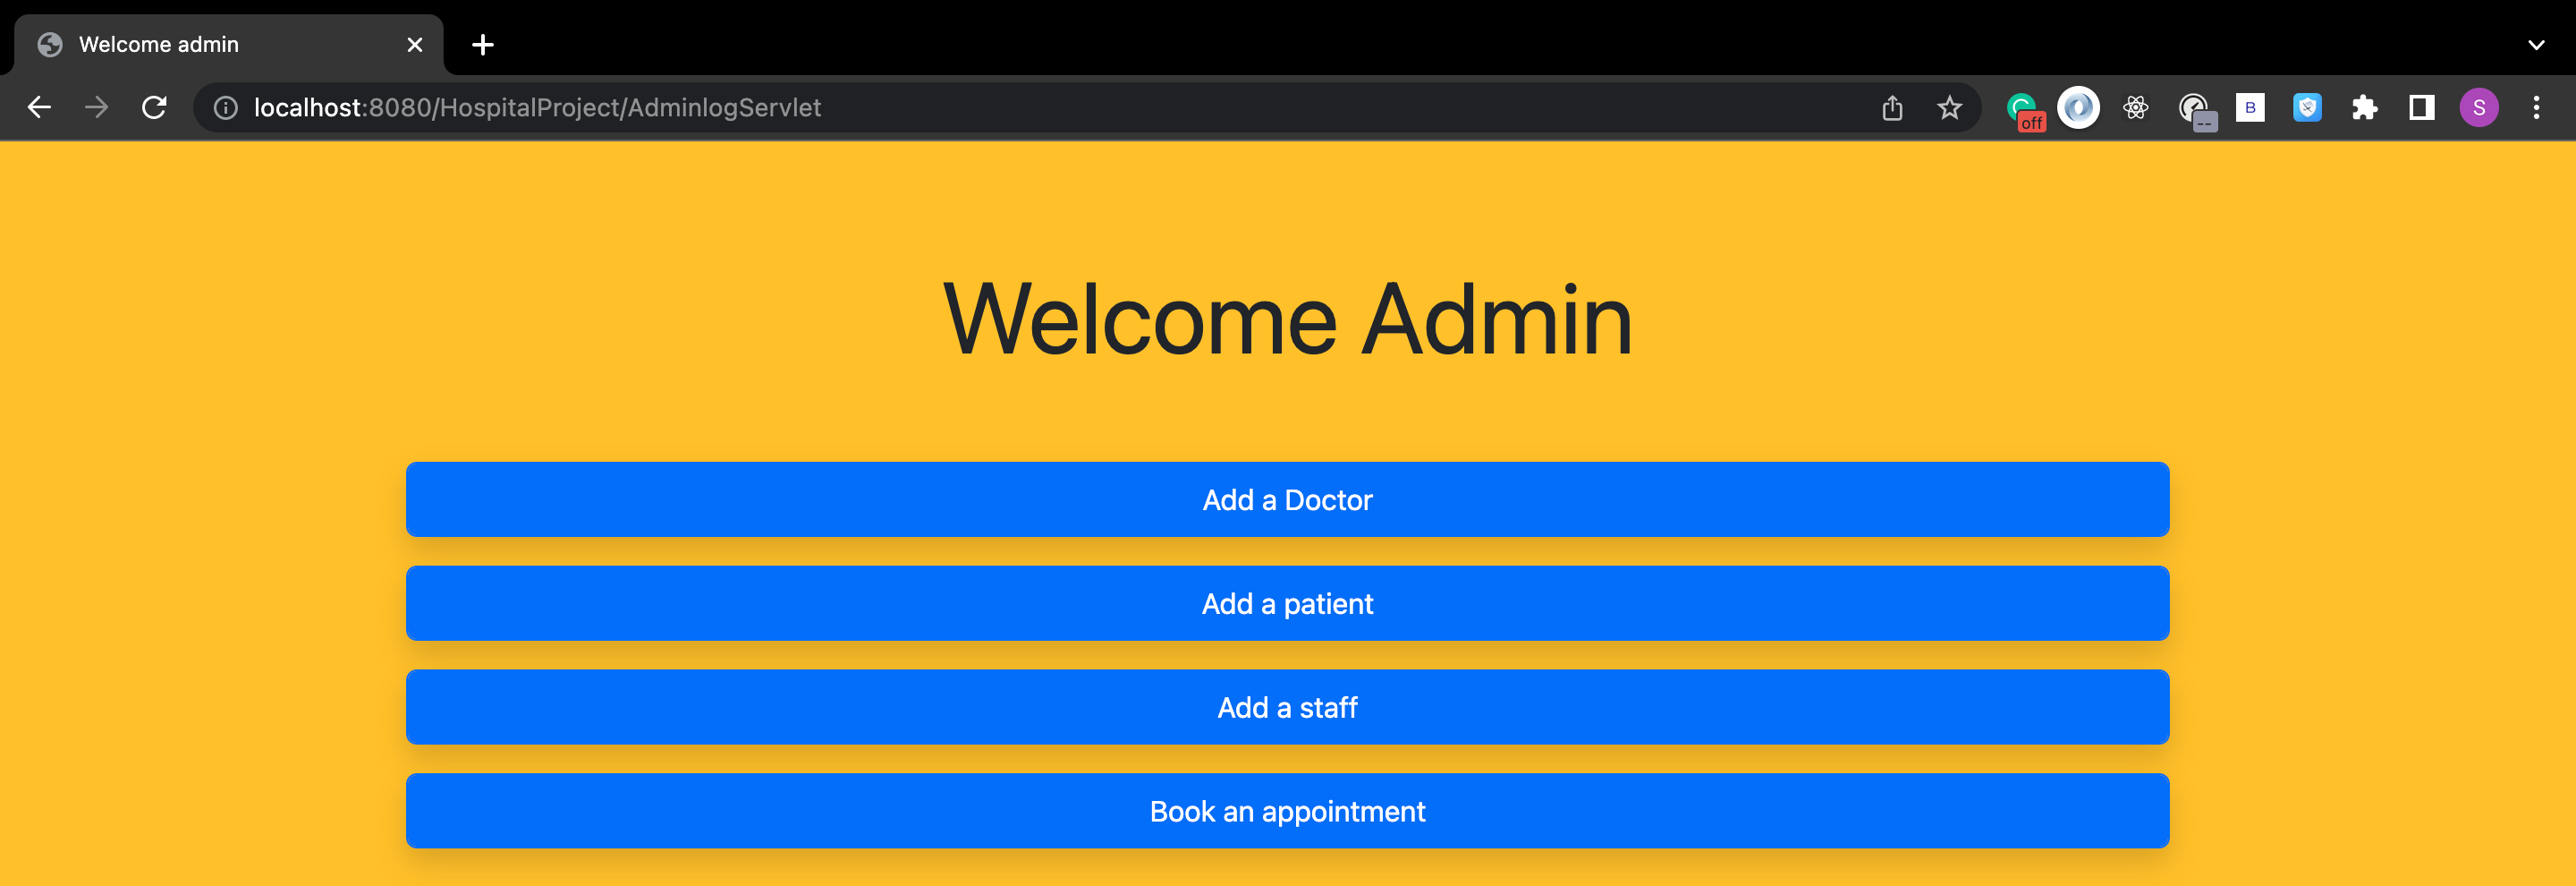 Welcome admin
localhost:8080/HospitalProject/AdminlogServlet
off
--
B
S
Welcome Admin
Add a Doctor
Add a patient
Add a staff
Book an appointment